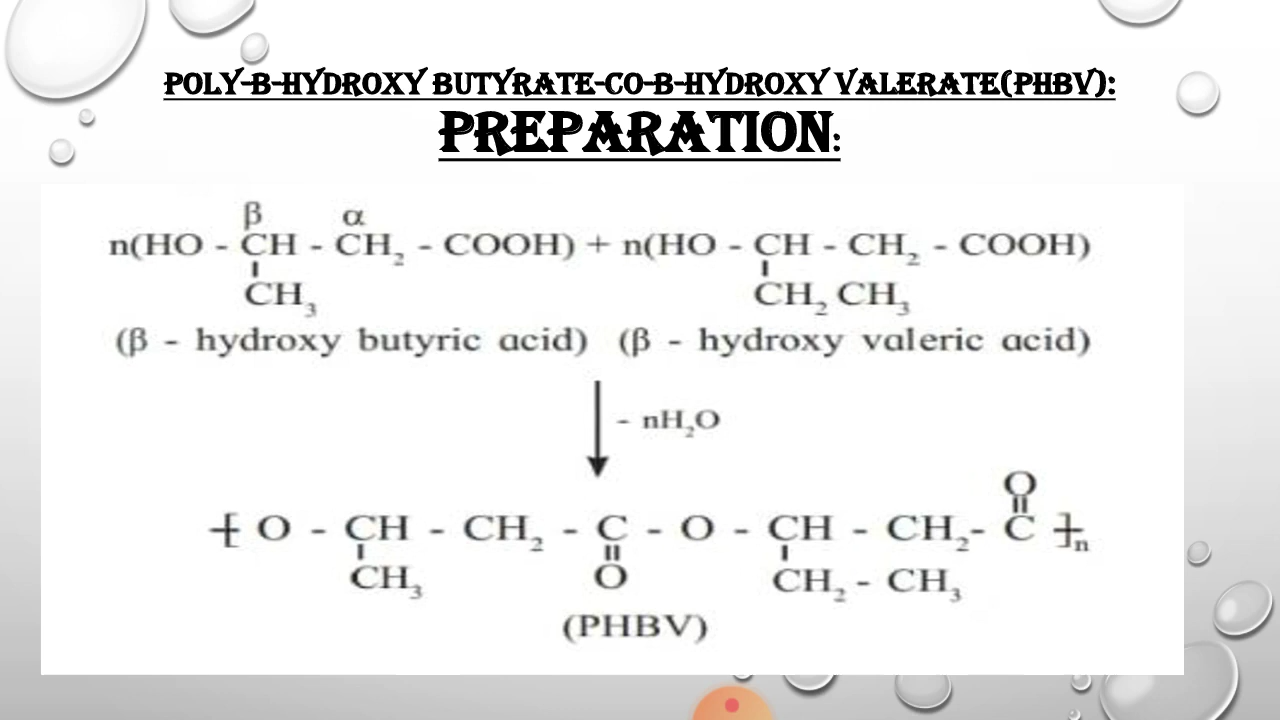 POLY-B-HYDROXY BUTYRATE-CO-B-HYDROXY VALERATE(PHBV):
PREPARATION:
β α
n(HO - CH - CH₂ - COOH) + n(HO - CH - CH₂ - COOH)
CH₃ CH₂ CH₃
(β - hydroxy butyric acid) (β - hydroxy valeric acid)
- nH₂O
O
[ O - CH - CH₂ - C - O - CH - CH₂- C ]n
CH₃ O CH₂ - CH₃
(PHBV)